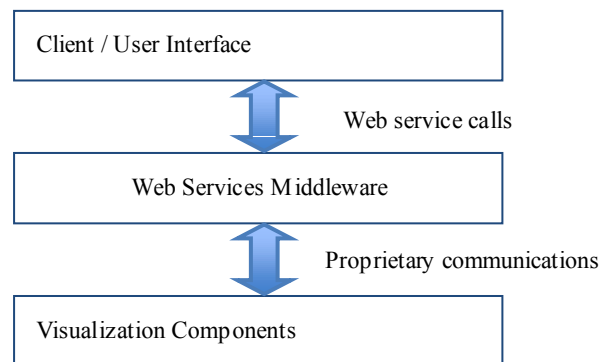 Client / User Interface
Web service calls
Web Services Middleware
Proprietary communications
Visualization Components